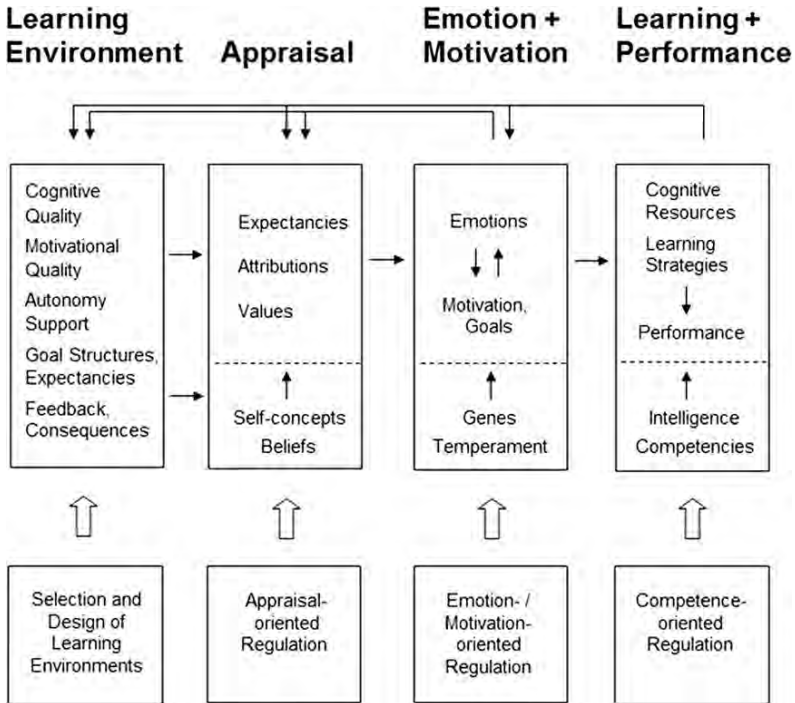 Learning
Environment
Appraisal
Emotion +
Motivation
Learning +
Performance
Cognitive
Quality
Motivational
Quality
Autonomy
Support
Goal Structures,
Expectancies
Feedback,
Consequences
Expectancies
Attributions
Values
Self-concepts
Beliefs
Emotions
Motivation,
Goals
Genes
Temperament
Cognitive
Resources
Learning
Strategies
Performance
Intelligence
Competencies
Selection and
Design of
Learning
Environments
Appraisal-
oriented
Regulation
Emotion- /
Motivation-
oriented
Regulation
Competence-
oriented
Regulation